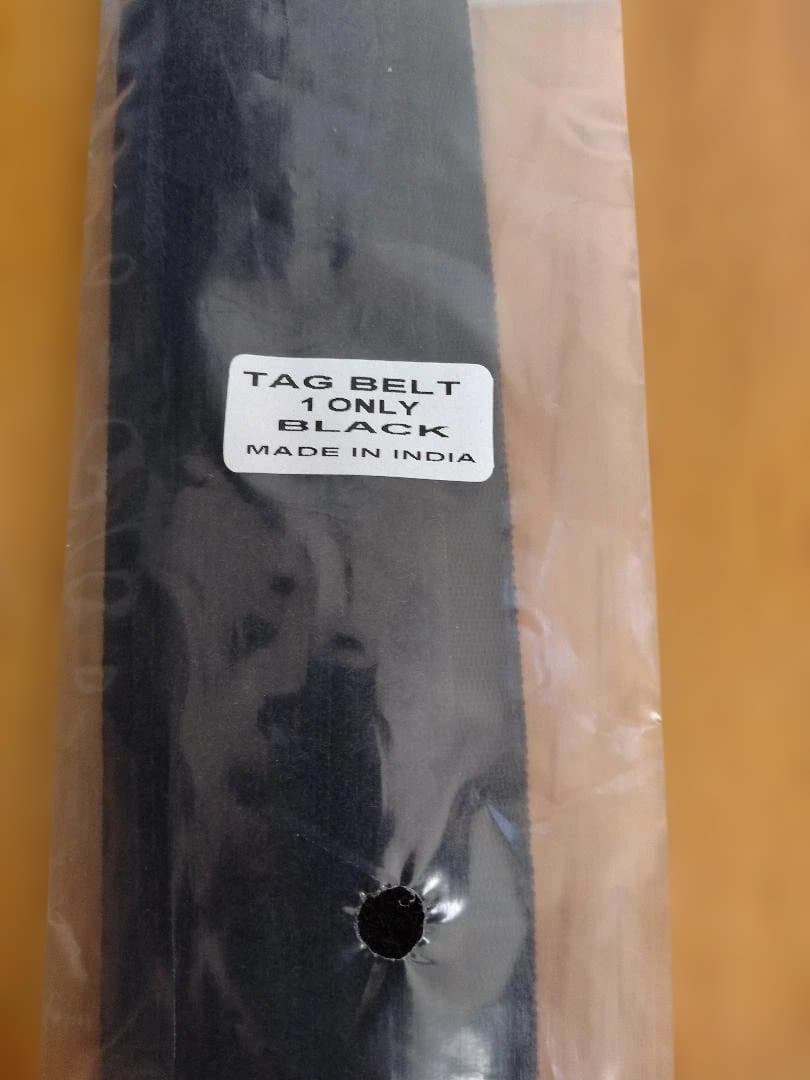 TAG BELT
1 ONLY
BLACK
MADE IN INDIA